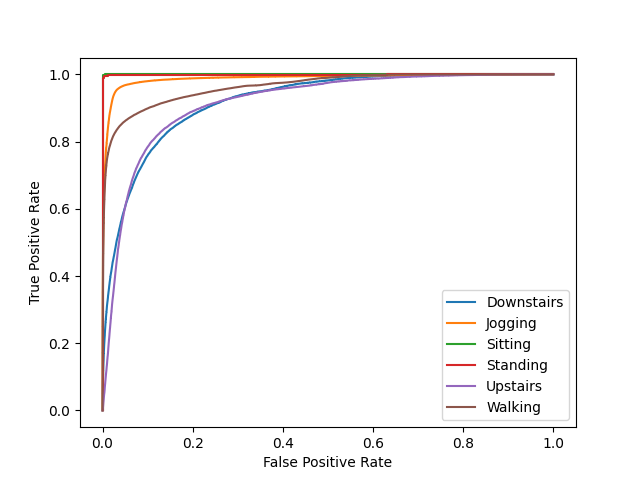 1.0
0.8
0.6
0.4
0.2
0.0
True Positive Rate
0.0 0.2 0.4 0.6 0.8 1.0
False Positive Rate
Downstairs
Jogging
Sitting
Standing
Upstairs
Walking